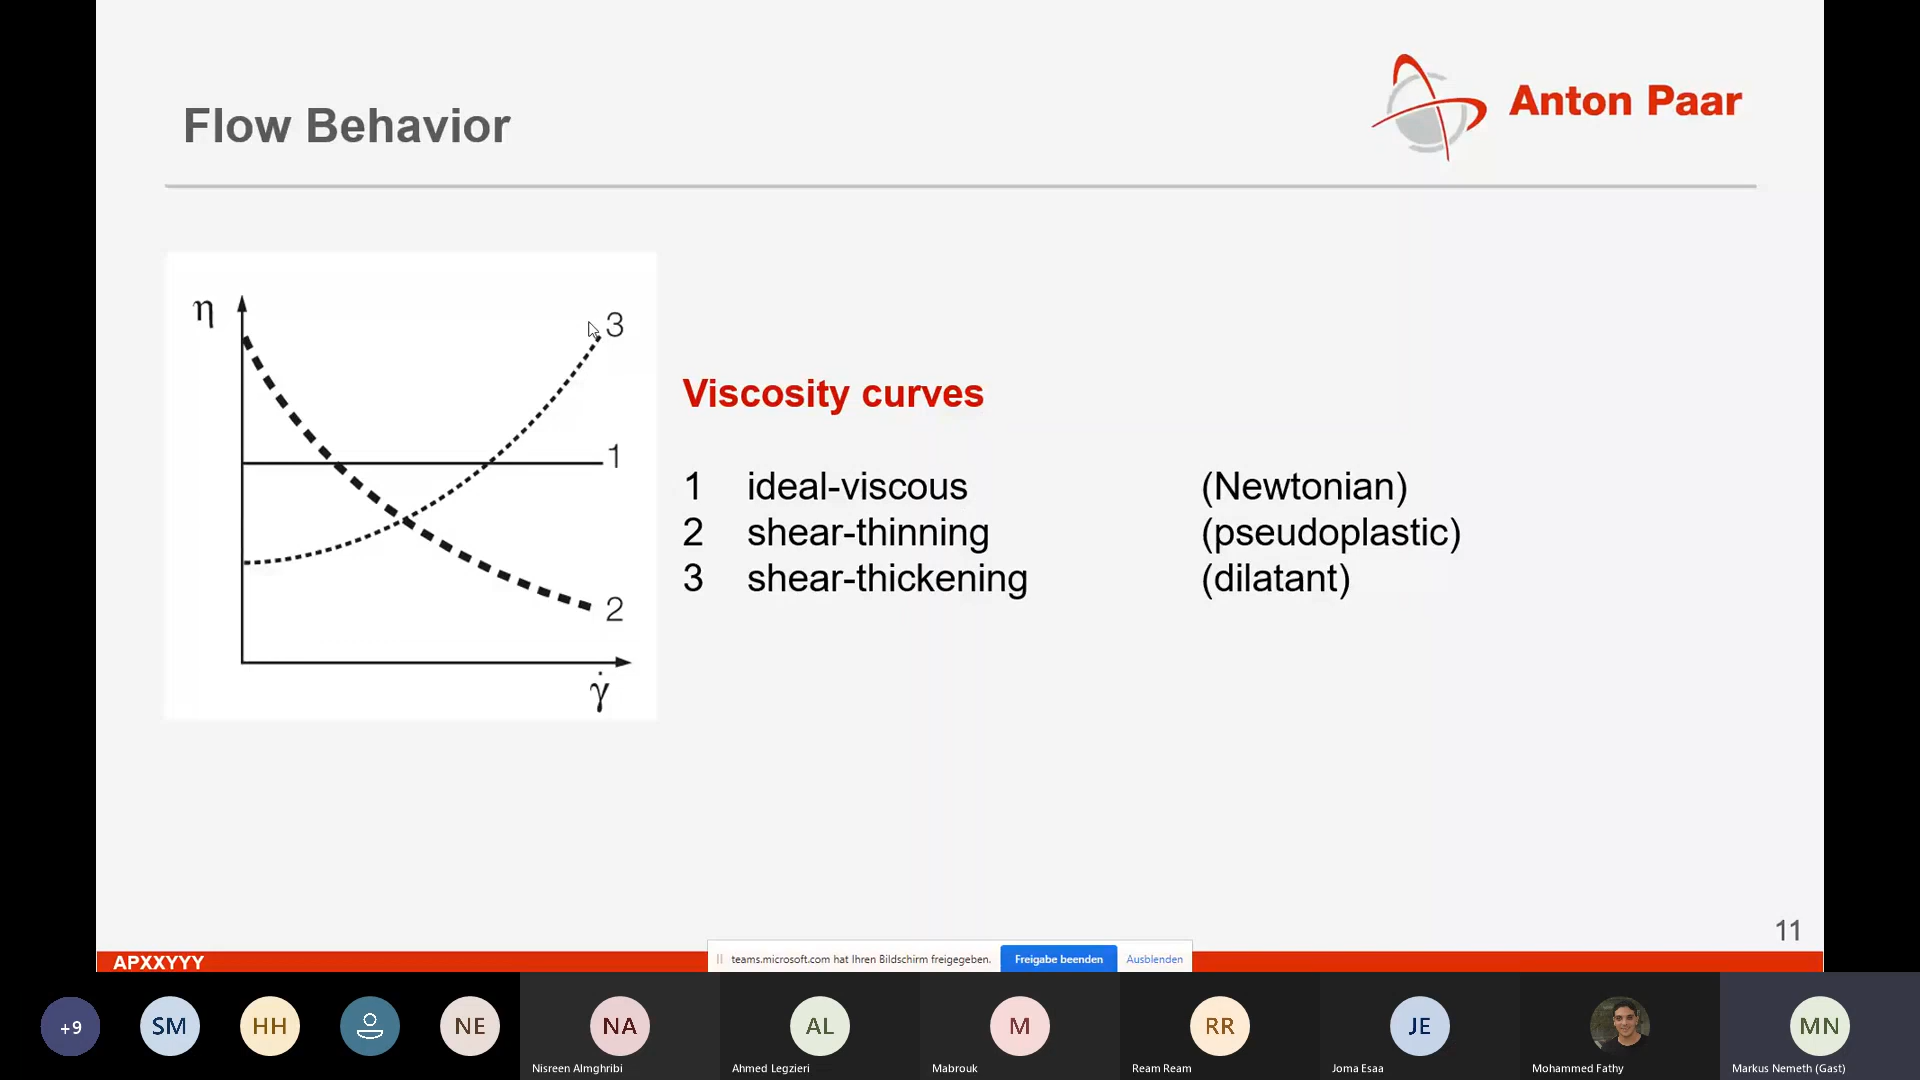 Flow Behavior
Anton Paar
η
3
1
2
γ̇
Viscosity curves
1 ideal-viscous (Newtonian)
2 shear-thinning (pseudoplastic)
3 shear-thickening (dilatant)
11
APXXYYY
teams.microsoft.com hat Ihren Bildschirm freigegeben. Freigabe beenden Ausblenden
+9 SM HH NE NA AL M RR JE MN
Nisreen Almghribi Ahmed Legzieri Mabrouk Ream Ream Joma Esaa Mohammed Fathy Markus Nemeth (Gast)